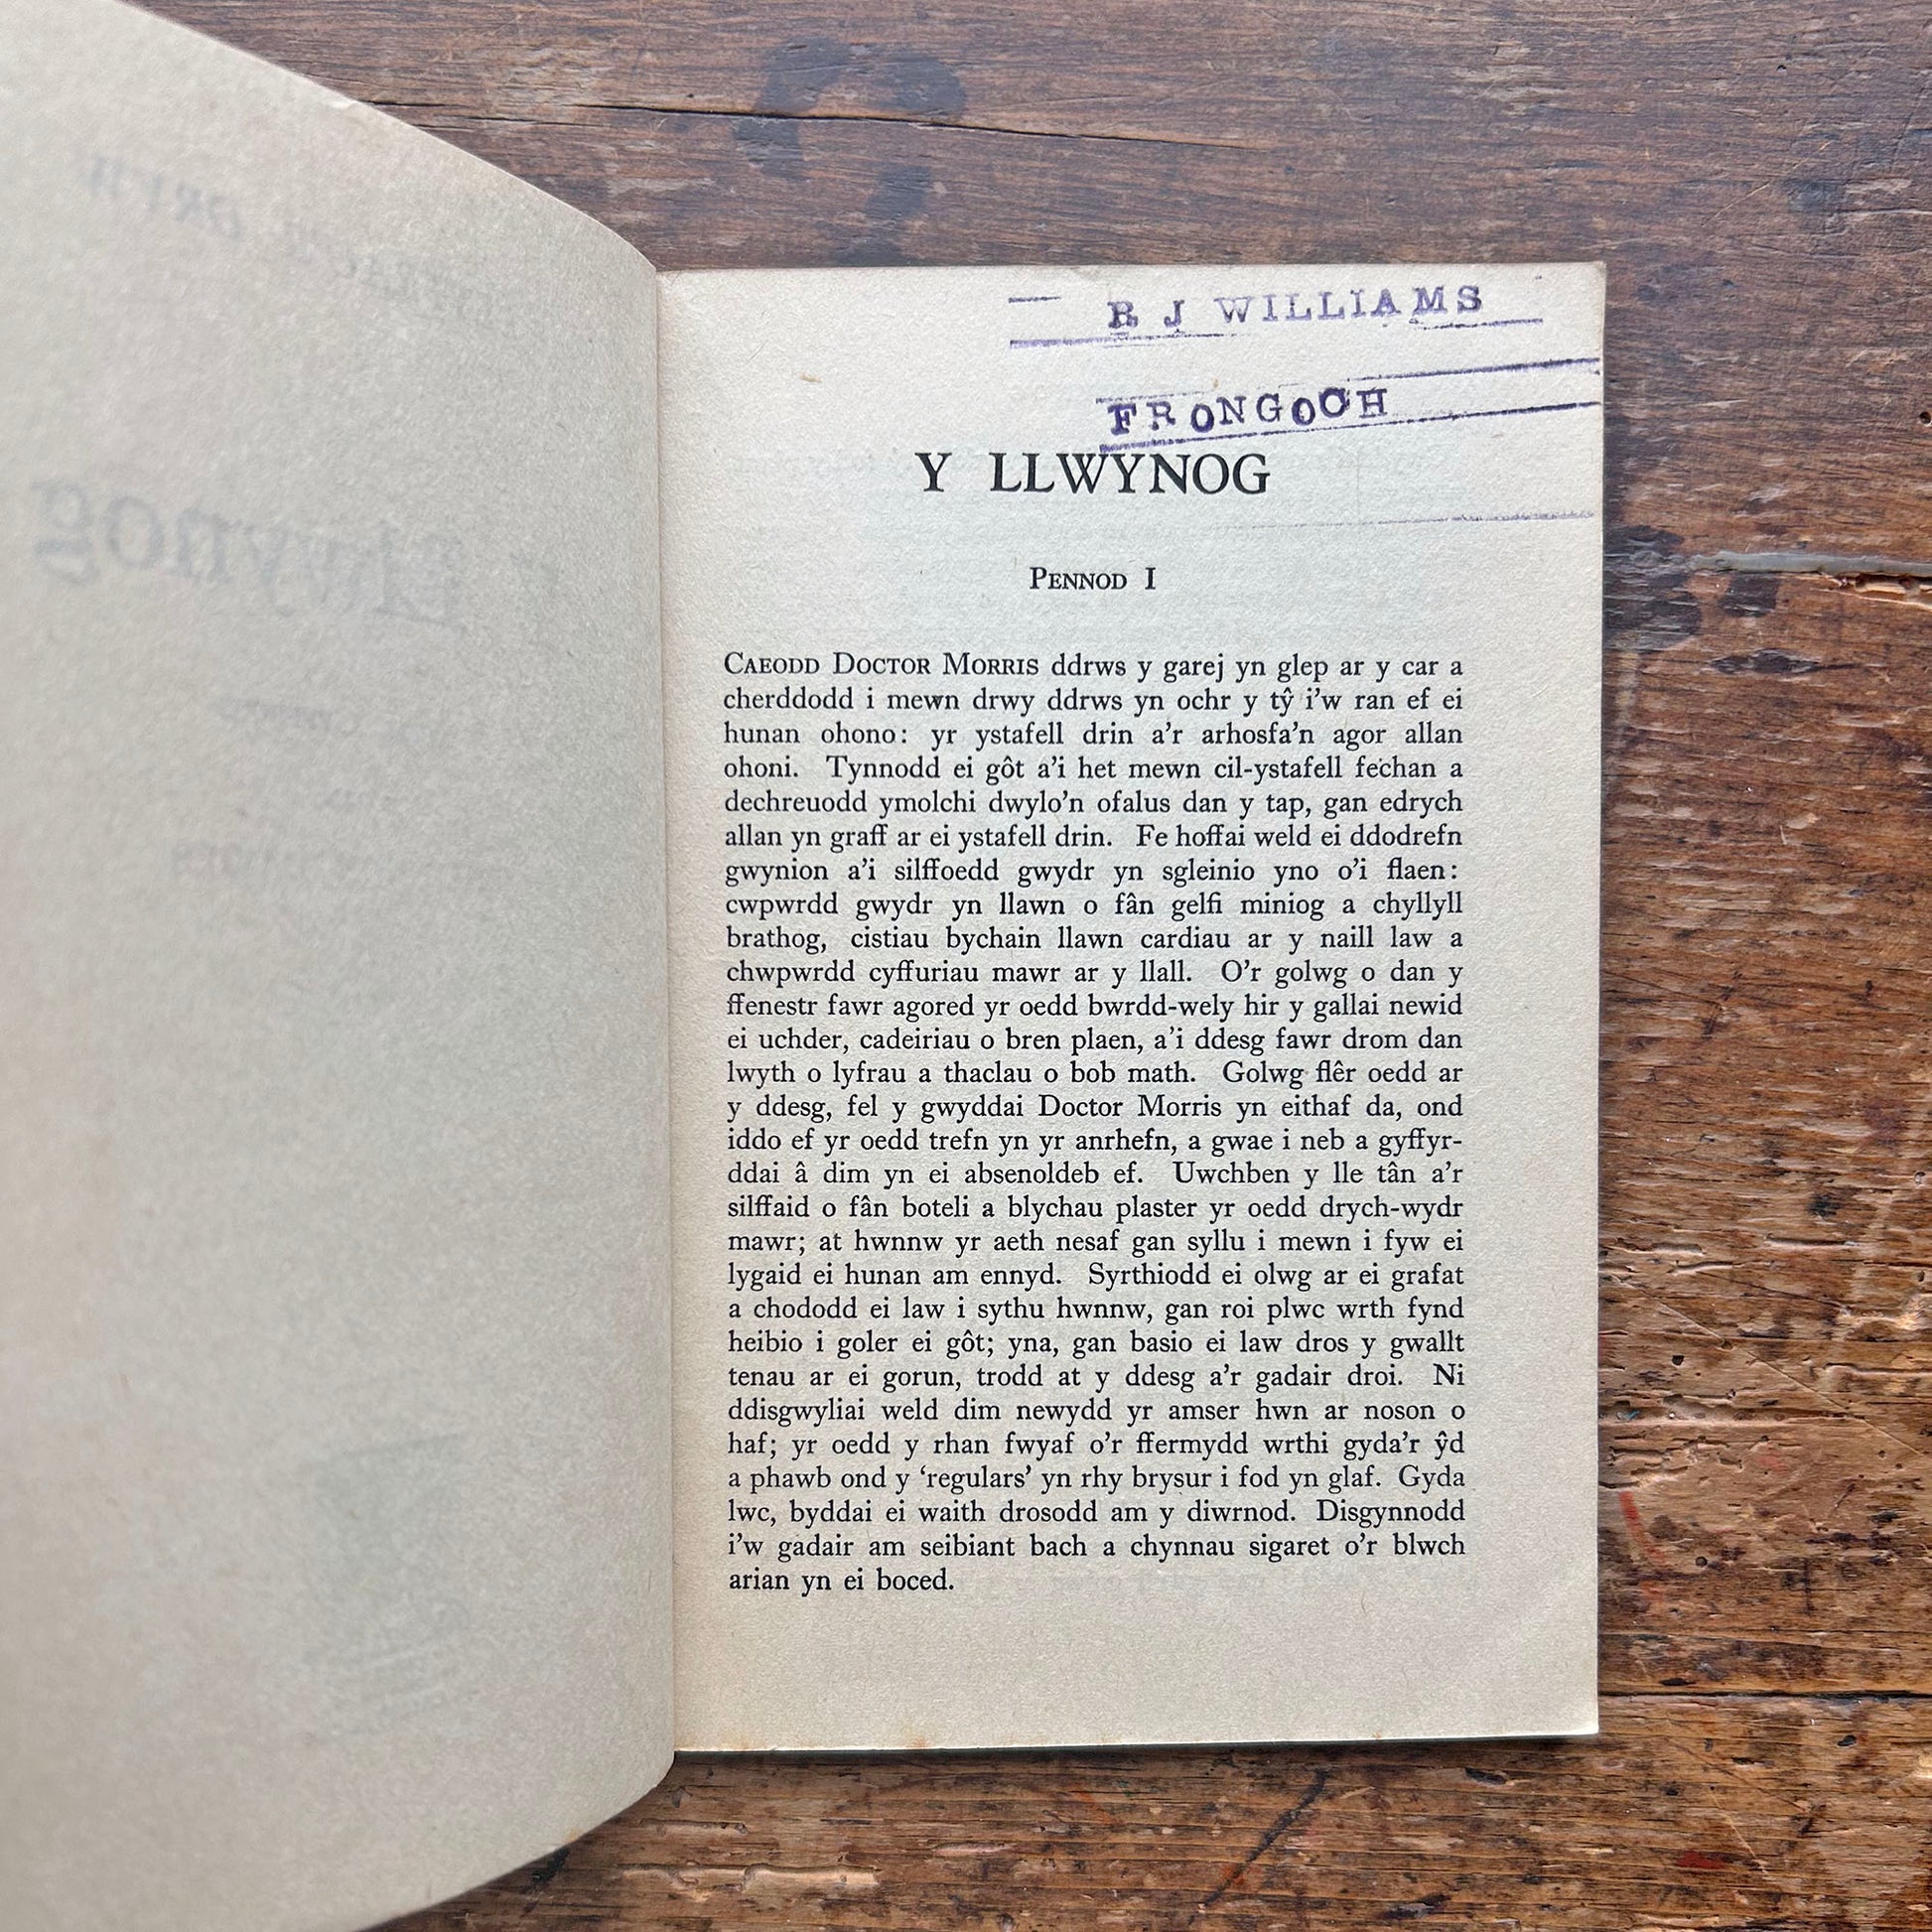 R J WILLIAMS
FRONGOCH
Y LLWYNOG
PENNOD I
CAEODD DOCTOR MORRIS ddrws y garej yn glep ar y car a
cherddodd i mewn drwy ddrws yn ochr y tŷ i'w ran ef ei
hunan ohono: yr ystafell drin a'r arhosfa'n agor allan
ohoni. Tynnodd ei gôt a'i het mewn cil-ystafell fechan a
dechreuodd ymolchi dwylo'n ofalus dan y tap, gan edrych
allan yn graff ar ei ystafell drin. Fe hoffai weld ei ddodrefn
gwynion a'i silffoedd gwydr yn sgleinio yno o'i flaen:
cwpwrdd gwydr yn llawn o fân gelfi miniog a chyllyll
brathog, cistiau bychain llawn cardiau ar y naill law a
chwpwrdd cyffuriau mawr ar y llall. O'r golwg o dan y
ffenestr fawr agored yr oedd bwrdd-wely hir y gallai newid
ei uchder, cadeiriau o bren plaen, a'i ddesg fawr drom dan
lwyth o lyfrau a thaclau o bob math. Golwg flêr oedd ar
y ddesg, fel y gwyddai Doctor Morris yn eithaf da, ond
iddo ef yr oedd trefn yn yr anrhefn, a gwae i neb a gyffyr-
ddai â dim yn ei absenoldeb ef. Uwchben y lle tân a'r
silffaid o fân boteli a blychau plaster yr oedd drych-wydr
mawr; at hwnnw yr aeth nesaf gan syllu i mewn i fyw ei
lygaid ei hunan am ennyd. Syrthiodd ei olwg ar ei grafat
a chododd ei law i sythu hwnnw, gan roi plwc wrth fynd
heibio i goler ei gôt; yna, gan basio ei law dros y gwallt
tenau ar ei gorun, trodd at y ddesg a'r gadair droi. Ni
ddisgwyliai weld dim newydd yr amser hwn ar noson o
haf; yr oedd y rhan fwyaf o'r ffermydd wrthi gyda'r ŷd
a phawb ond y 'regulars' yn rhy brysur i fod yn glaf. Gyda
lwc, byddai ei waith drosodd am y diwrnod. Disgynnodd
i'w gadair am seibiant bach a chynnau sigaret o'r blwch
arian yn ei boced.